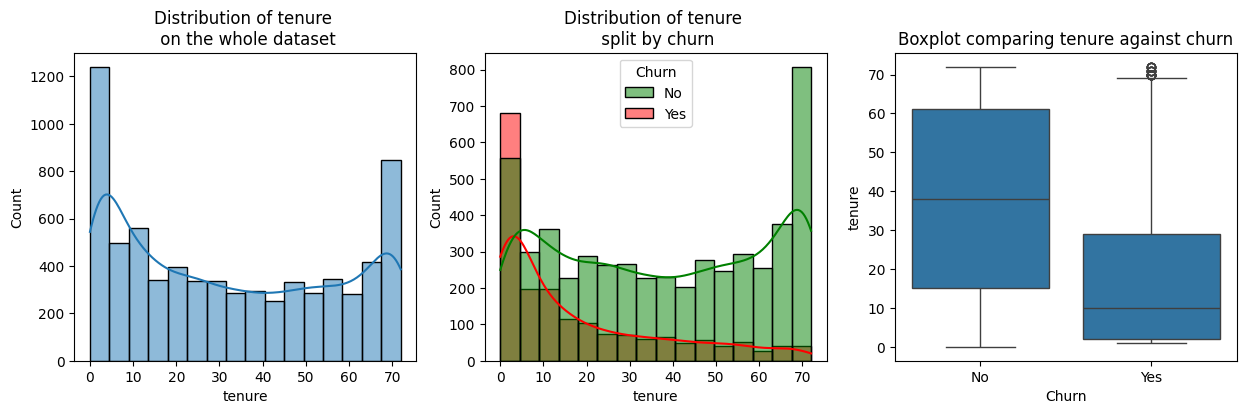 Distribution of tenure
on the whole dataset
Count
1200
1000
800
600
400
200
0
0 10 20 30 40 50 60 70
tenure
Distribution of tenure
split by churn
Churn
No
Yes
Count
800
700
600
500
400
300
200
100
0
0 10 20 30 40 50 60 70
tenure
Boxplot comparing tenure against churn
tenure
70
60
50
40
30
20
10
0
No Yes
Churn